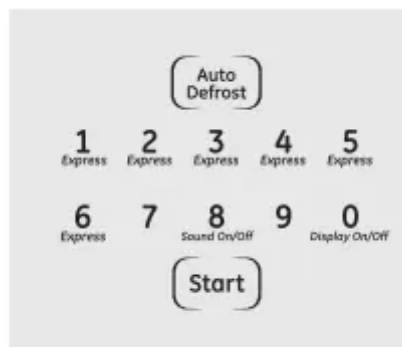 Auto
Defrost
1 2 3 4 5
Express Express Express Express Express
6 7 8 9 0
Express Sound On/Off Display On/Off
Start